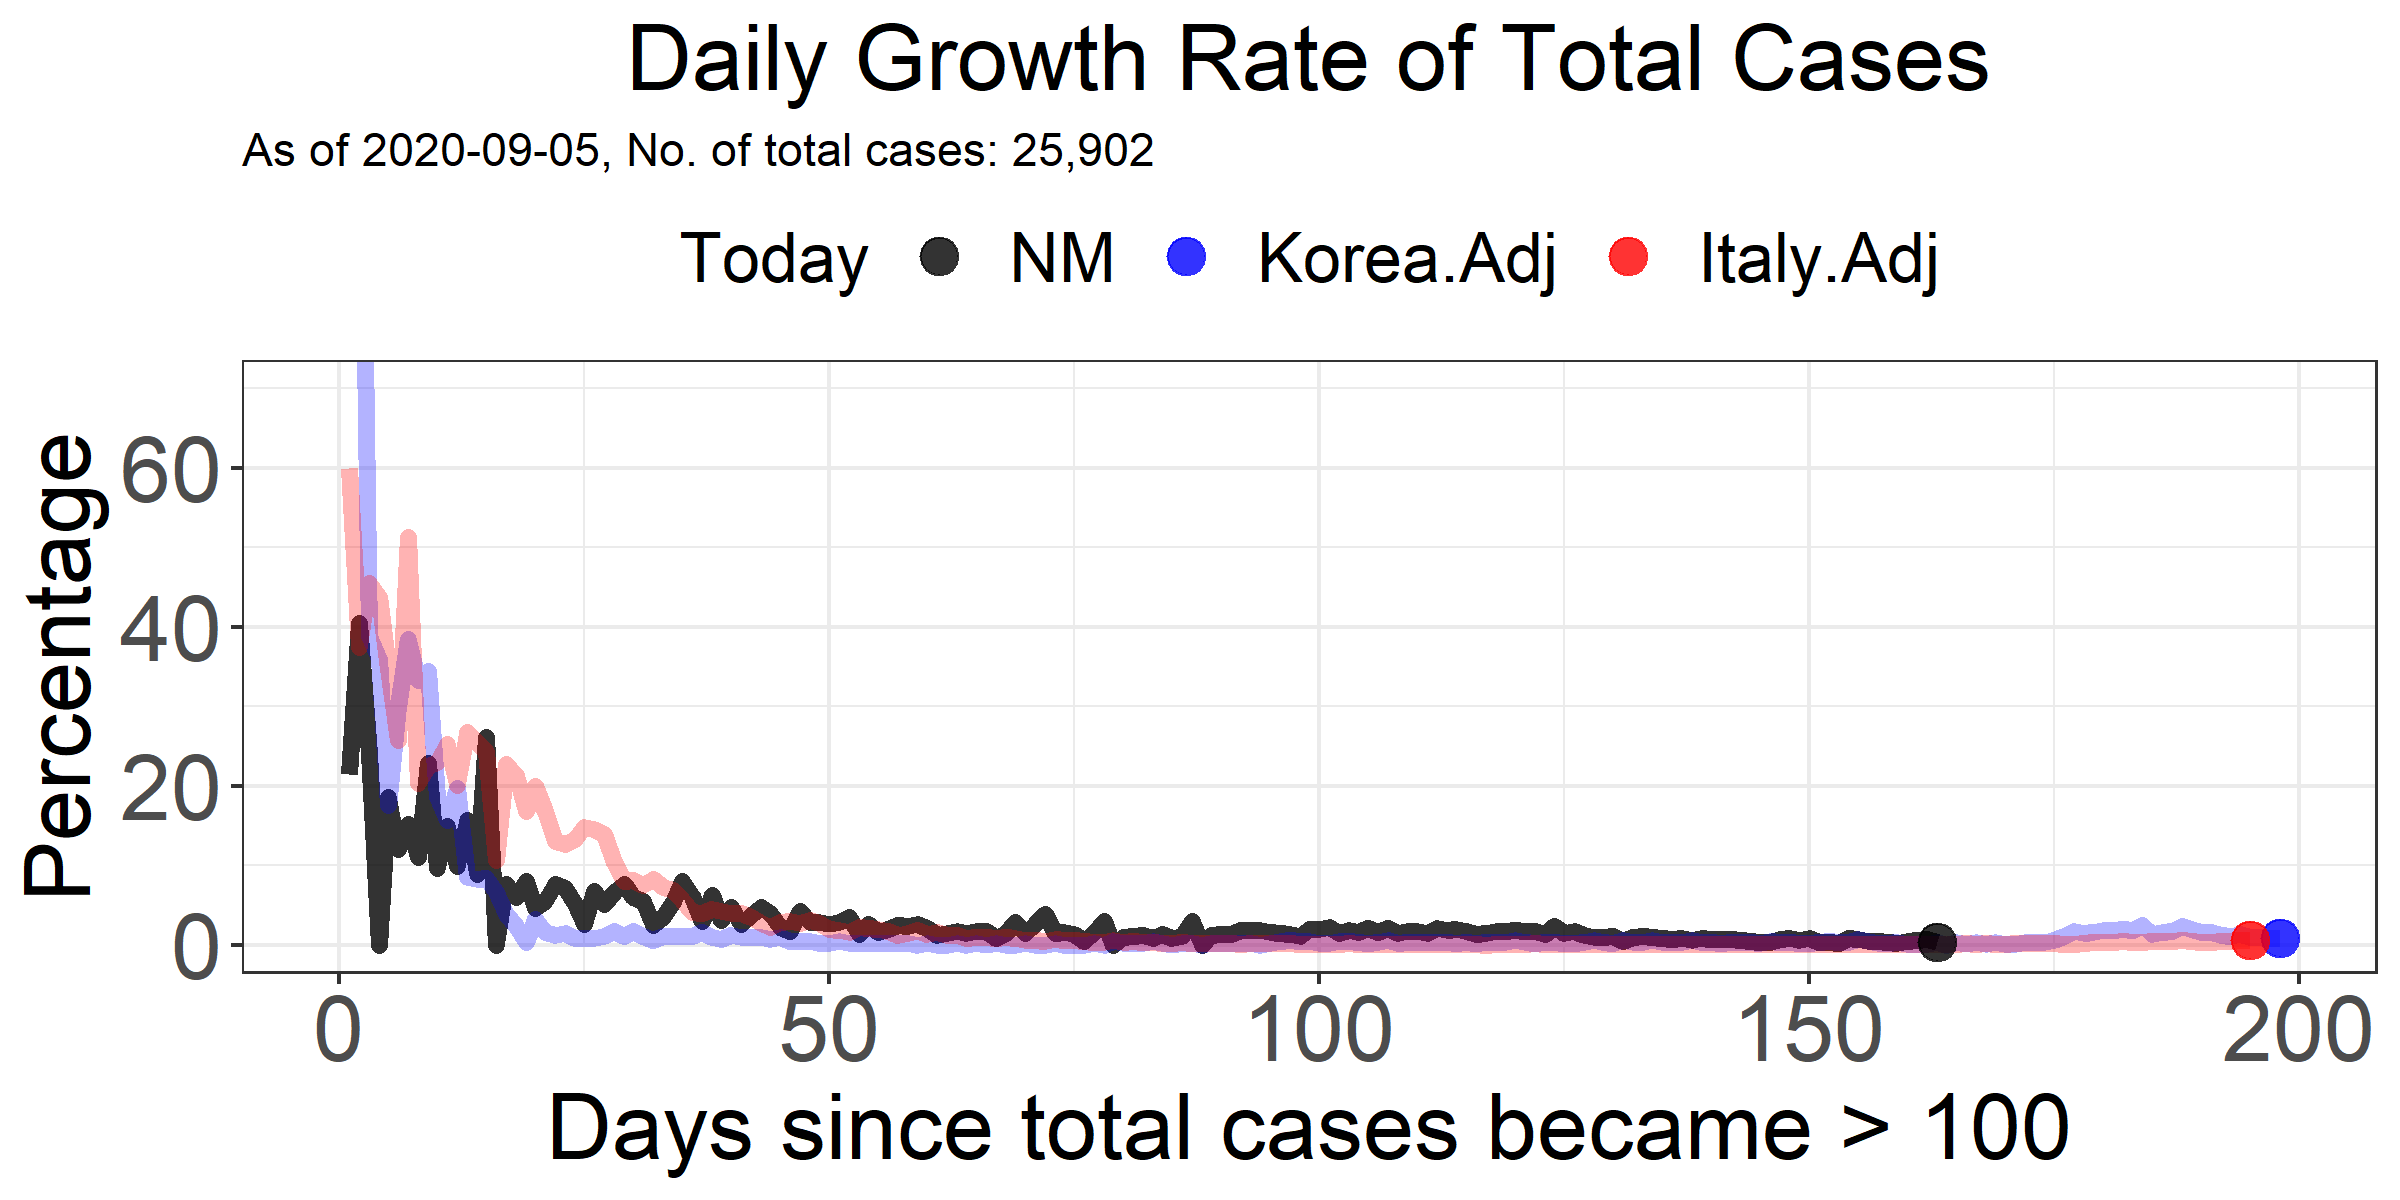 Daily Growth Rate of Total Cases
As of 2020-09-05, No. of total cases: 25,902
Today NM Korea.Adj Italy.Adj
Percentage
60
40
20
0
0 50 100 150 200
Days since total cases became > 100